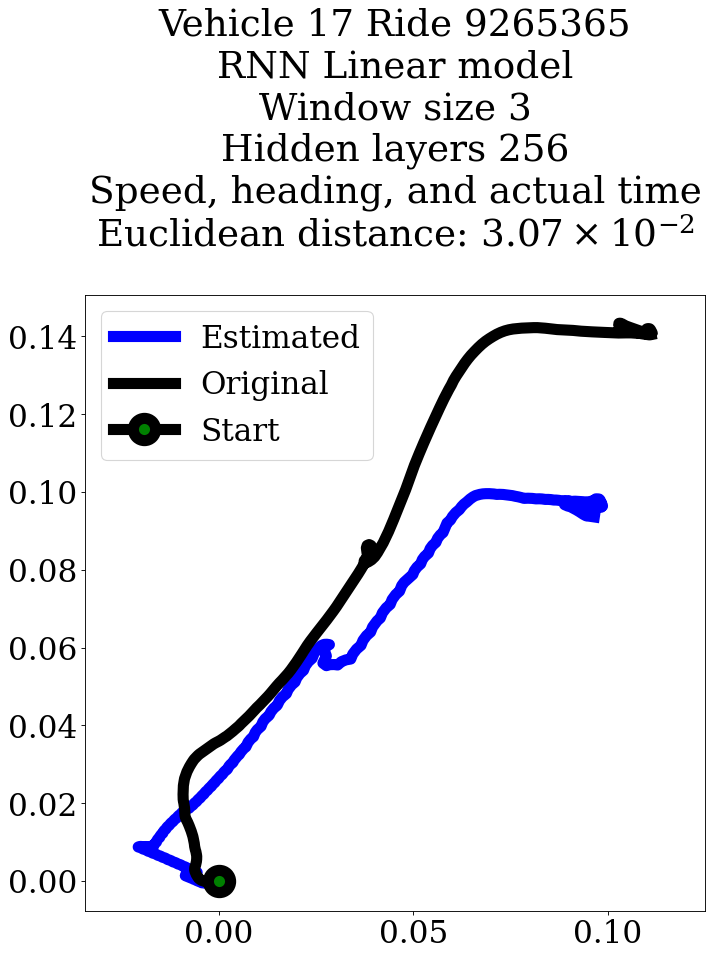 Vehicle 17 Ride 9265365
RNN Linear model
Window size 3
Hidden layers 256
Speed, heading, and actual time
Euclidean distance: 3.07 × 10⁻²
Estimated
Original
Start
0.14
0.12
0.10
0.08
0.06
0.04
0.02
0.00
0.00 0.05 0.10